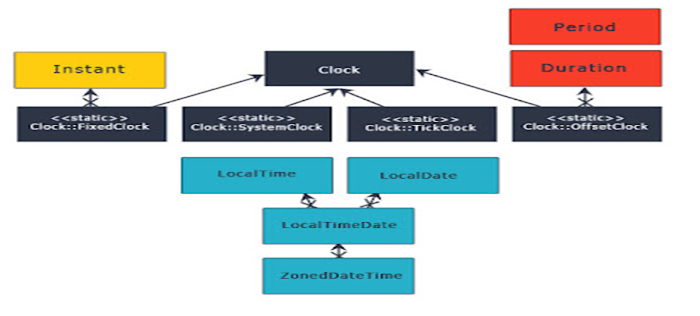 Period
Instant
Clock
Duration
<<static>>
Clock::FixedClock
<<static>>
Clock::SystemClock
<<static>>
Clock::TickClock
<<static>>
Clock::OffsetClock
LocalTime
LocalDate
LocalTimeDate
ZonedDateTime